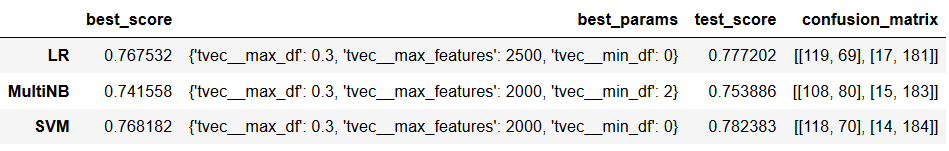 best_score best_params test_score confusion_matrix
LR 0.767532 {'tvec__max_df': 0.3, 'tvec__max_features': 2500, 'tvec__min_df': 0} 0.777202 [[119, 69], [17, 181]]
MultiNB 0.741558 {'tvec__max_df': 0.3, 'tvec__max_features': 2000, 'tvec__min_df': 2} 0.753886 [[108, 80], [15, 183]]
SVM 0.768182 {'tvec__max_df': 0.3, 'tvec__max_features': 2000, 'tvec__min_df': 0} 0.782383 [[118, 70], [14, 184]]